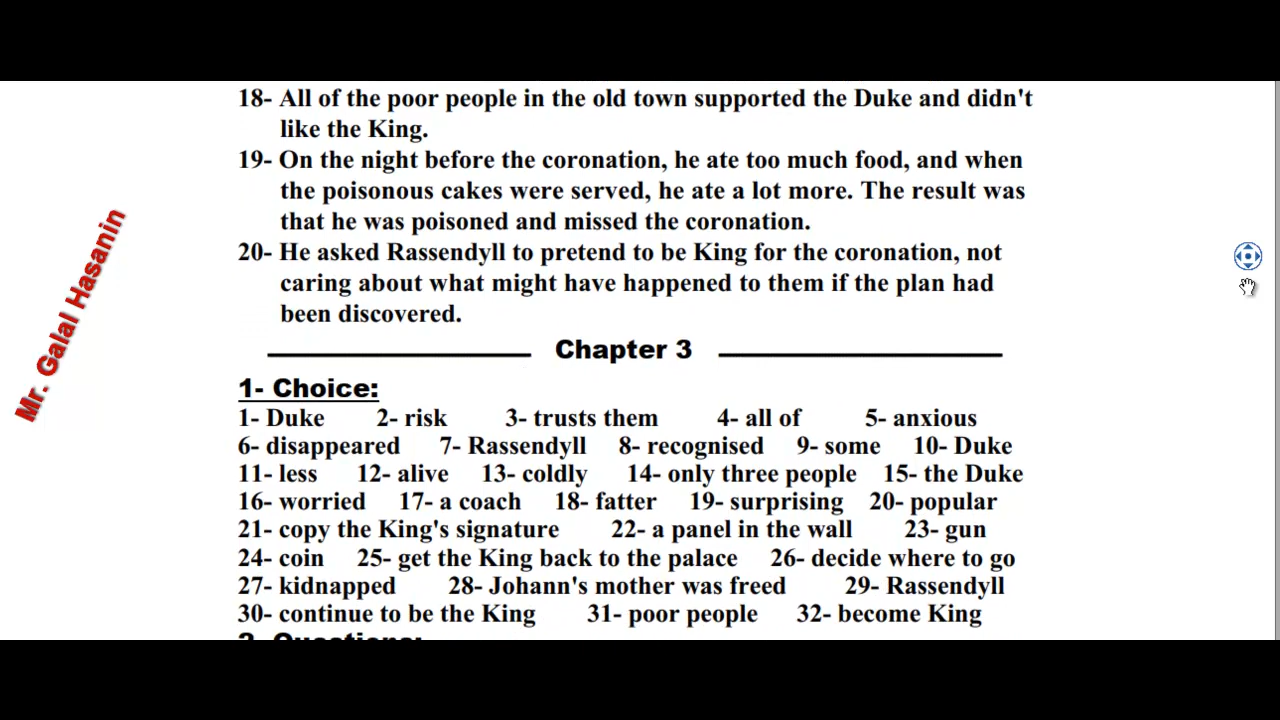 18- All of the poor people in the old town supported the Duke and didn't
like the King.
19- On the night before the coronation, he ate too much food, and when
the poisonous cakes were served, he ate a lot more. The result was
that he was poisoned and missed the coronation.
20- He asked Rassendyll to pretend to be King for the coronation, not
caring about what might have happened to them if the plan had
been discovered.
Chapter 3
1- Choice:
1- Duke 2- risk 3- trusts them 4- all of 5- anxious
6- disappeared 7- Rassendyll 8- recognised 9- some 10- Duke
11- less 12- alive 13- coldly 14- only three people 15- the Duke
16- worried 17- a coach 18- fatter 19- surprising 20- popular
21- copy the King's signature 22- a panel in the wall 23- gun
24- coin 25- get the King back to the palace 26- decide where to go
27- kidnapped 28- Johann's mother was freed 29- Rassendyll
30- continue to be the King 31- poor people 32- become King
2- Questions:
Mr. Galal Hasanin